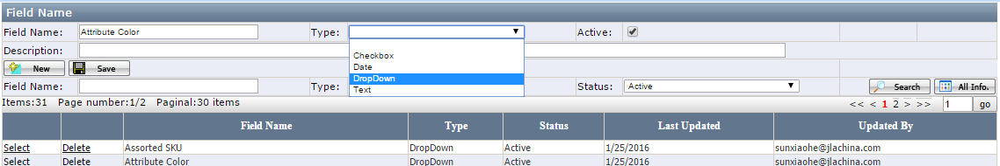 Field Name
Field Name: Attribute Color Type: Active:
Description:
Checkbox
Date
DropDown
Text
New Save
Field Name: Type: Status: Active Search All Info.
Items:31 Page number:1/2 Paginal:30 items << < 1 2 > >> 1 go
Field Name Type Status Last Updated Updated By
Select Delete Assorted SKU DropDown Active 1/25/2016 sunxiaohe@jlachina.com
Select Delete Attribute Color DropDown Active 1/25/2016 sunxiaohe@jlachina.com